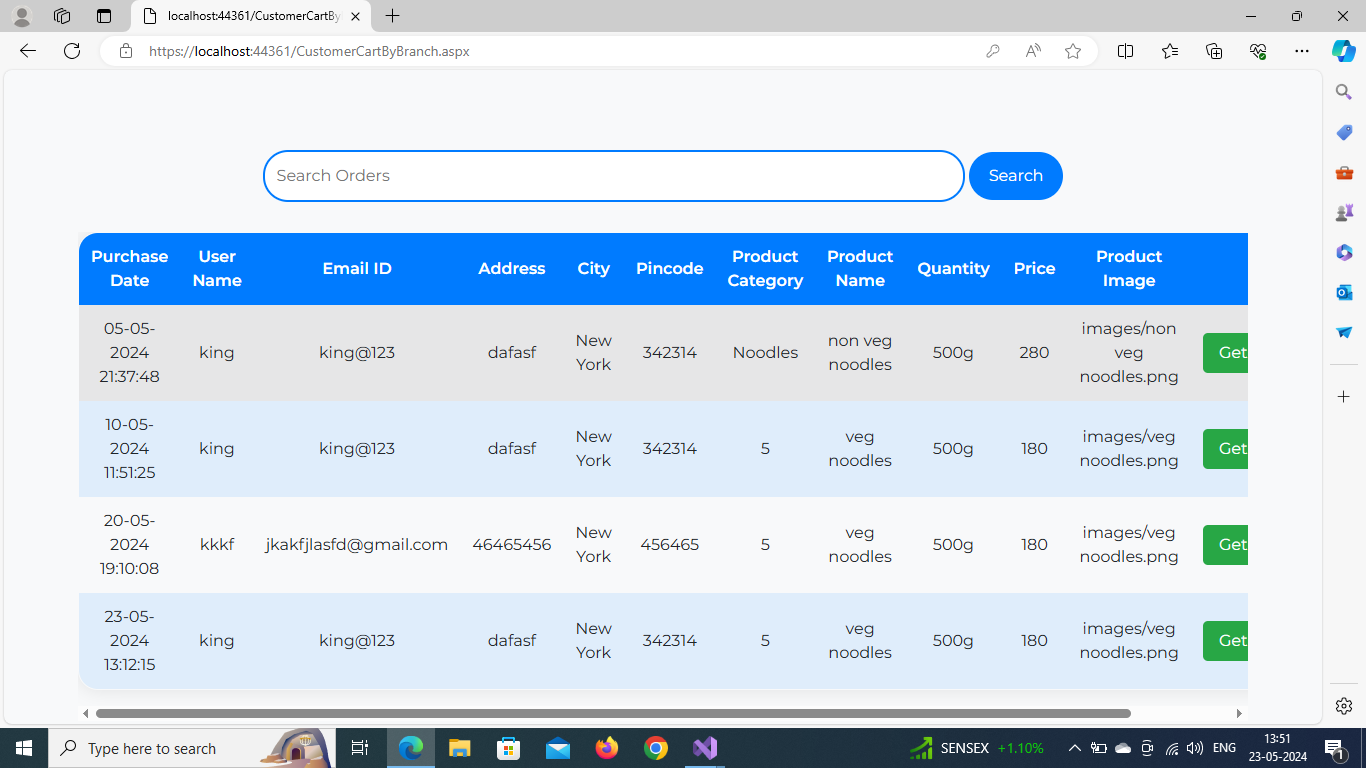 localhost:44361/CustomerCartBy
https://localhost:44361/CustomerCartByBranch.aspx
Search Orders
Search
Purchase Date
User Name
Email ID
Address
City
Pincode
Product Category
Product Name
Quantity
Price
Product Image
05-05-2024 21:37:48
king
king@123
dafasf
New York
342314
Noodles
non veg noodles
500g
280
images/non veg noodles.png
Get
10-05-2024 11:51:25
king
king@123
dafasf
New York
342314
5
veg noodles
500g
180
images/veg noodles.png
Get
20-05-2024 19:10:08
kkkf
jkakfjlasfd@gmail.com
46465456
New York
456465
5
veg noodles
500g
180
images/veg noodles.png
Get
23-05-2024 13:12:15
king
king@123
dafasf
New York
342314
5
veg noodles
500g
180
images/veg noodles.png
Get
Type here to search
SENSEX +1.10%
ENG
13:51
23-05-2024
1